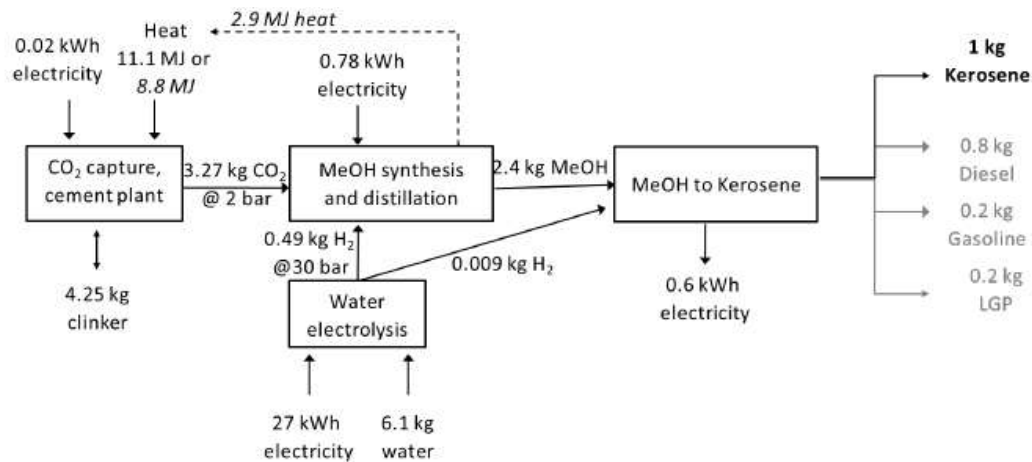 2.9 MJ heat
0.02 kWh
electricity
Heat
11.1 MJ or
8.8 MJ
0.78 kWh
electricity
CO₂ capture,
cement plant
3.27 kg CO₂
@ 2 bar
MeOH synthesis
and distillation
2.4 kg MeOH
MeOH to Kerosene
1 kg
Kerosene
0.8 kg
Diesel
0.2 kg
Gasoline
0.2 kg
LGP
4.25 kg
clinker
0.49 kg H₂
@30 bar
0.009 kg H₂
Water
electrolysis
0.6 kWh
electricity
27 kWh
electricity
6.1 kg
water